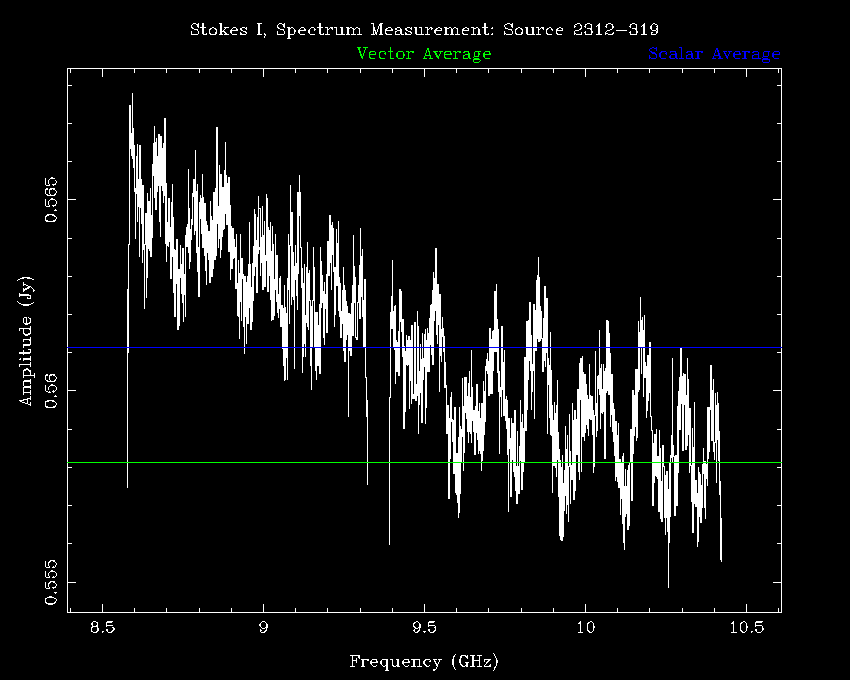 Stokes I, Spectrum Measurement: Source 2312-319
Vector Average Scalar Average
0.565
0.56
0.555
Amplitude (Jy)
8.5 9 9.5 10 10.5
Frequency (GHz)